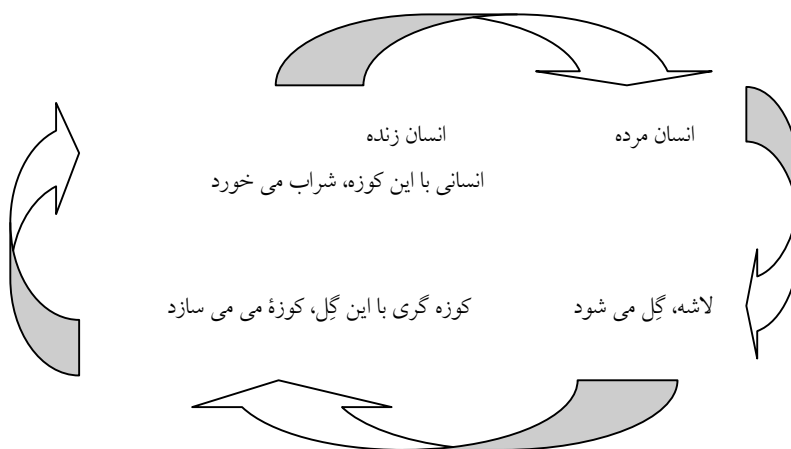 انسان زنده
انسان مرده
انسانی با این کوزه، شراب می خورد
لاشه، گِل می شود
کوزه گری با این گِل، کوزهٔ می می سازد